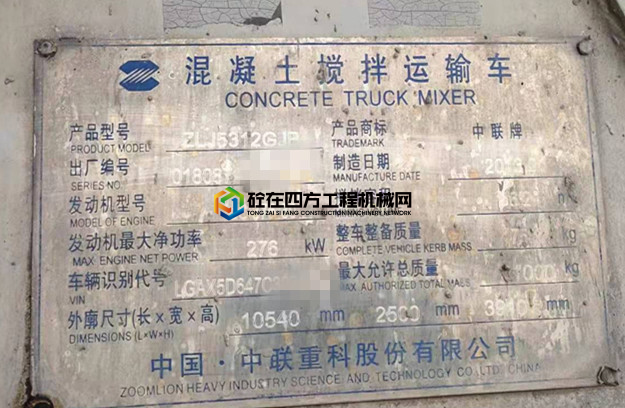 混凝土搅拌运输车
CONCRETE TRUCK MIXER
产品型号 ZLJ5312GJB 产品商标 中联牌
PRODUCT MODEL TRADEMARK
出厂编号 01808 制造日期
SERIES NO. MANUFACTURE DATE
发动机型号
MODEL OF ENGINE
砼在四方工程机械网
TONG ZAI SI FANG CONSTRUCTION MACHINERY NETWORK
发动机最大净功率 276 kW 整车整备质量 kg
MAX ENGINE NET POWER COMPLETE VEHICLE KERB MASS
车辆识别代号 最大允许总质量 kg
VIN MAX AUTHORIZED TOTAL MASS
外廓尺寸(长×宽×高) 10540 mm 2500 mm mm
DIMENSIONS (L×W×H)
中国·中联重科股份有限公司
ZOOMLION HEAVY INDUSTRY SCIENCE AND TECHNOLOGY CO.,LTD. CHINA